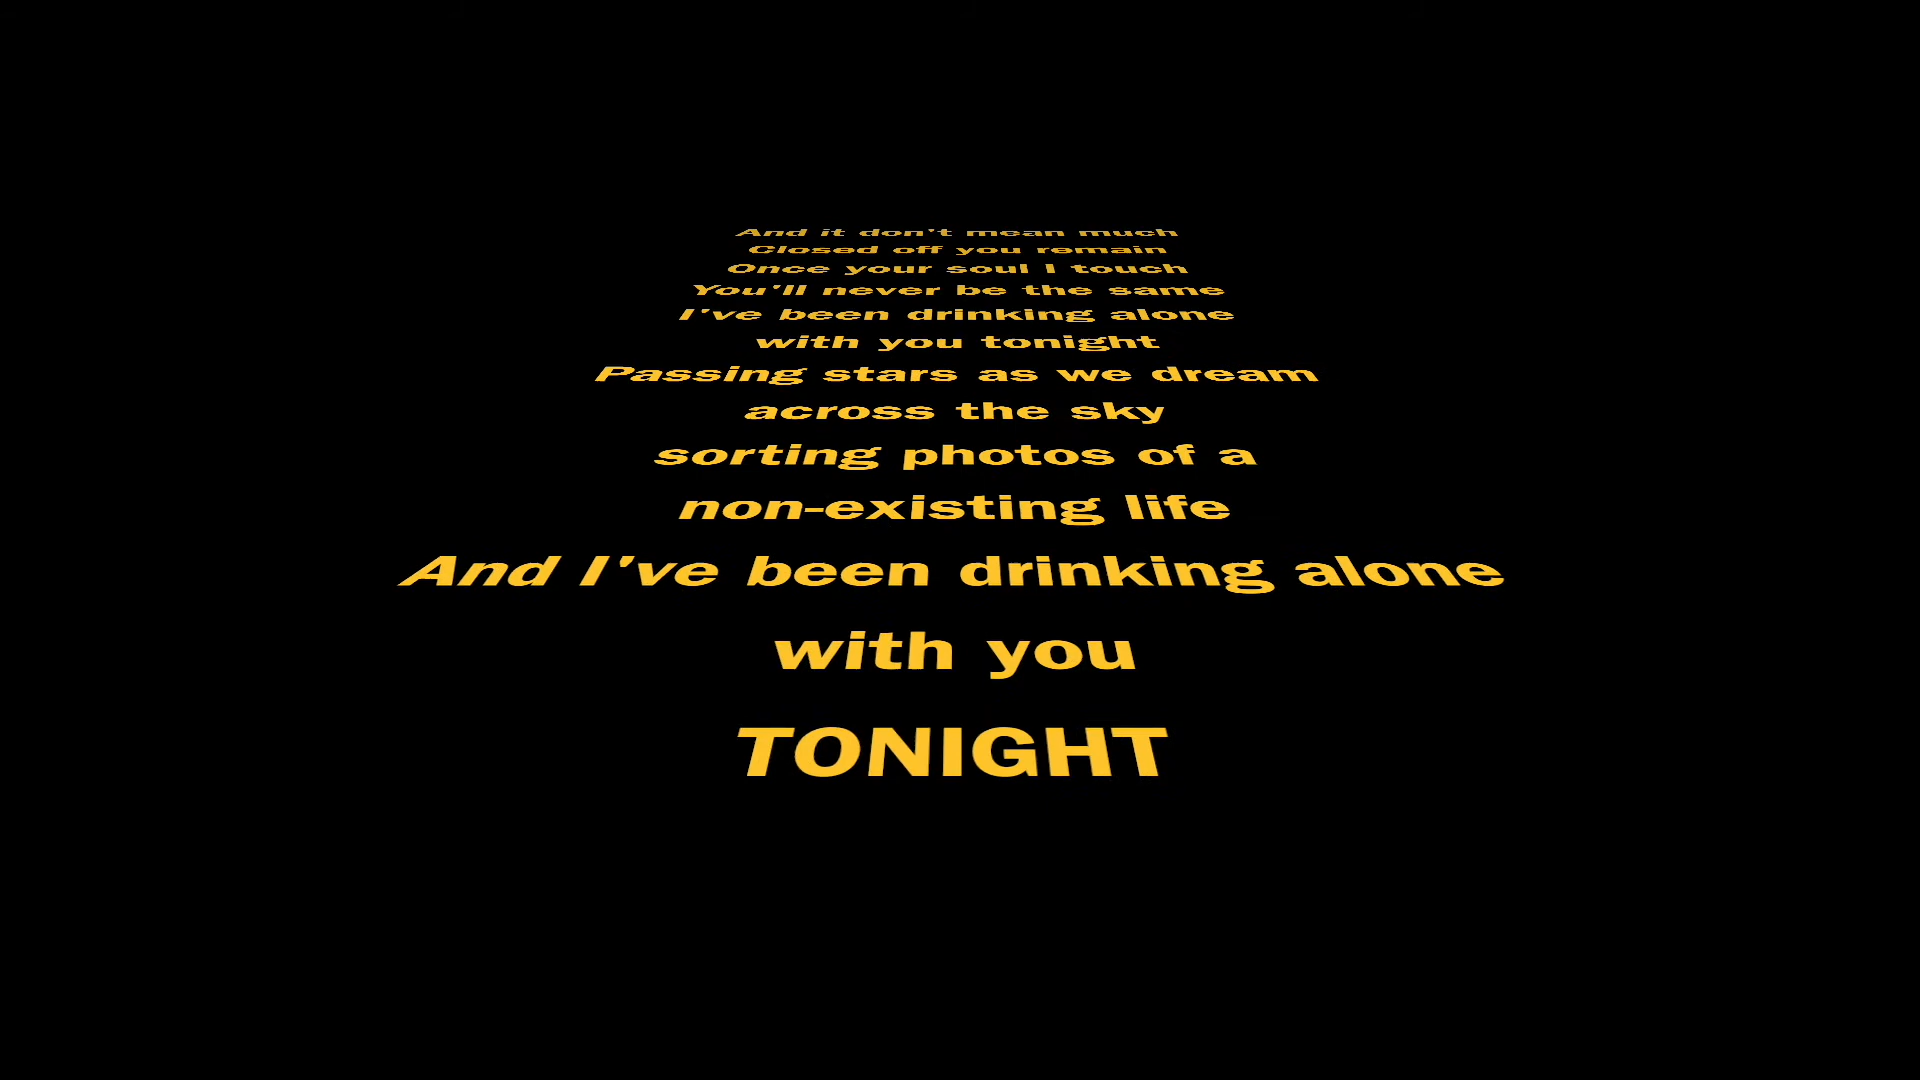 And it don't mean much
Closed off you remain
Once your soul I touch
You'll never be the same
I've been drinking alone
with you tonight
Passing stars as we dream
across the sky
sorting photos of a
non-existing life
And I've been drinking alone
with you
TONIGHT